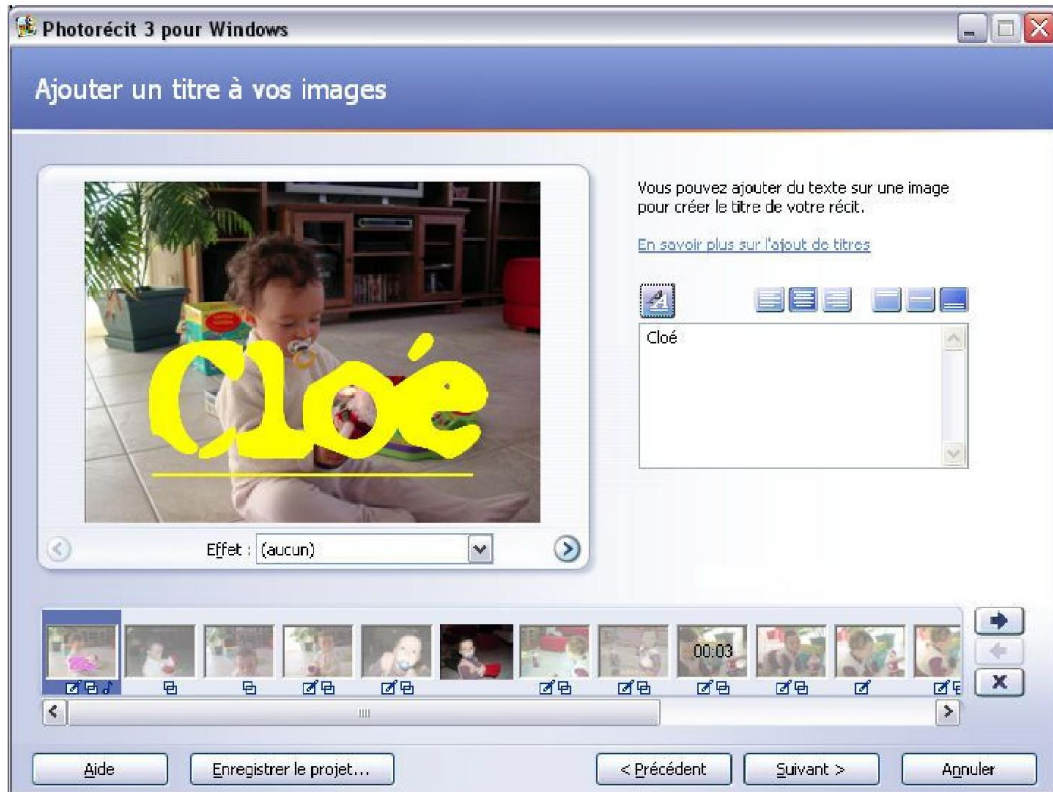 Photorécit 3 pour Windows
Ajouter un titre à vos images
Vous pouvez ajouter du texte sur une image
pour créer le titre de votre récit.
En savoir plus sur l'ajout de titres
A
Cloé
Cloé
Effet : (aucun)
00:03
Aide
Enregistrer le projet...
< Précédent
Suivant >
Annuler